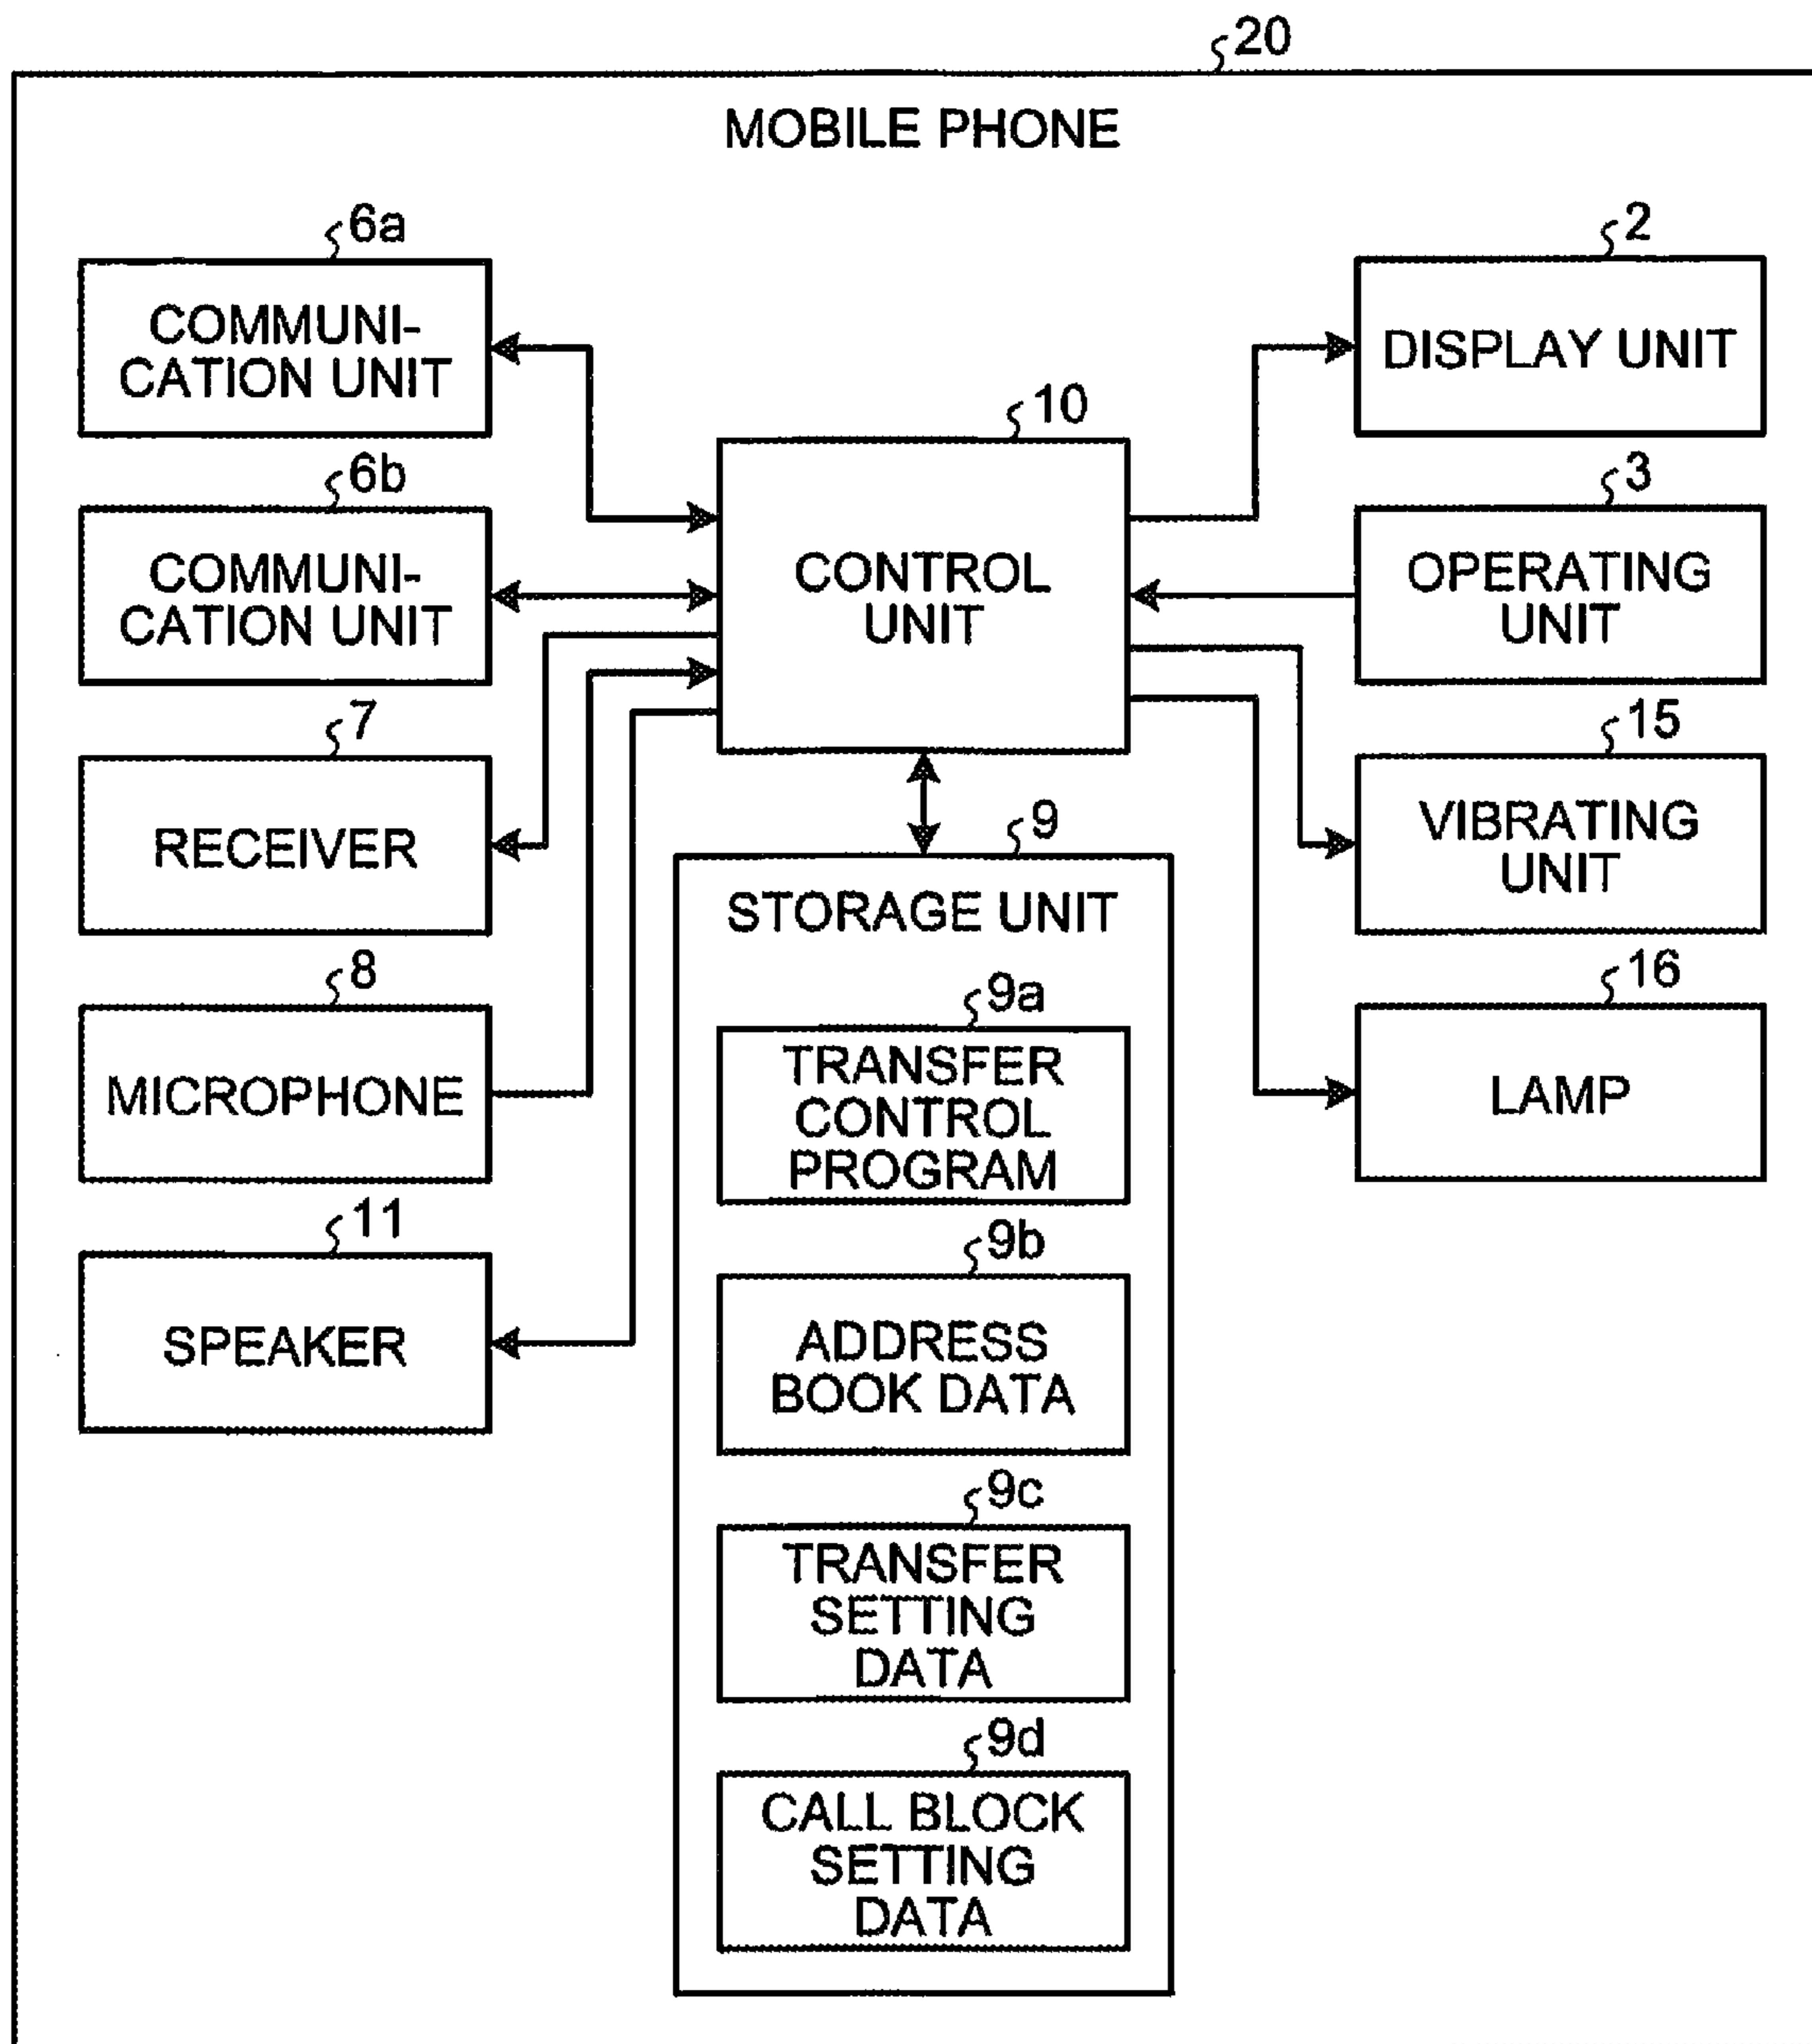 20
MOBILE PHONE
6a
COMMUNI-
CATION UNIT
6b
COMMUNI-
CATION UNIT
7
RECEIVER
8
MICROPHONE
11
SPEAKER
10
CONTROL
UNIT
9
STORAGE UNIT
9a
TRANSFER
CONTROL
PROGRAM
9b
ADDRESS
BOOK DATA
9c
TRANSFER
SETTING
DATA
9d
CALL BLOCK
SETTING
DATA
2
DISPLAY UNIT
3
OPERATING
UNIT
15
VIBRATING
UNIT
16
LAMP